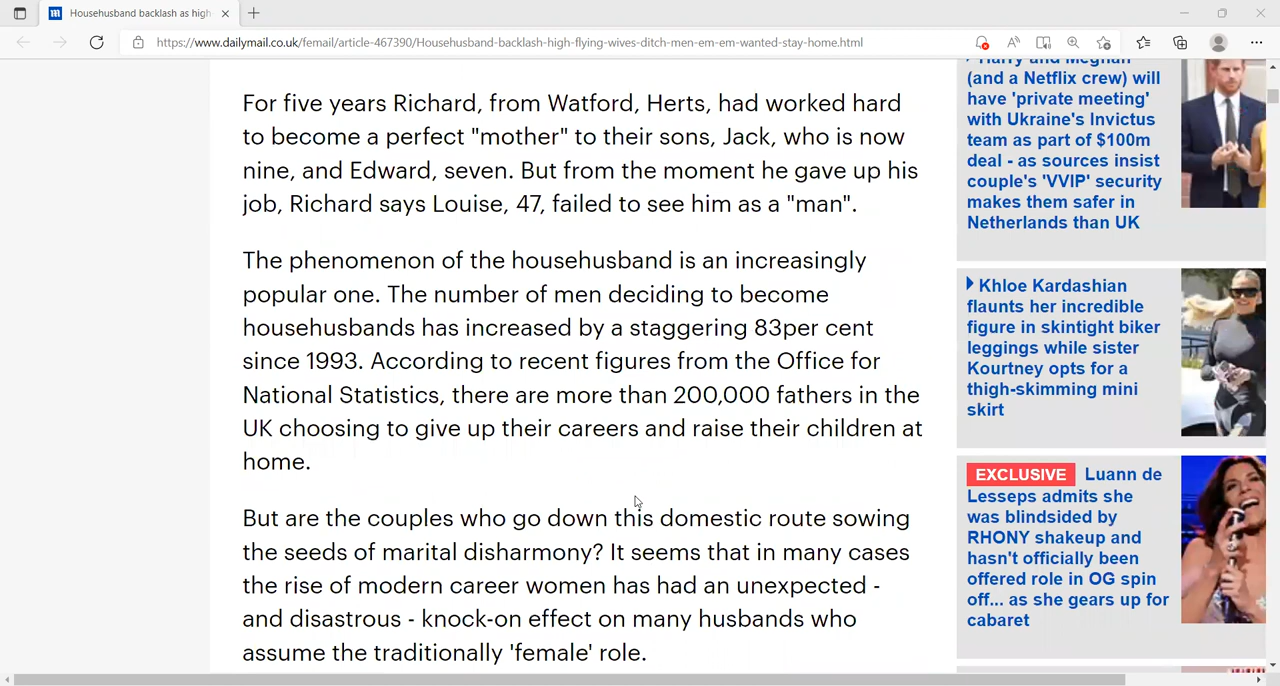 Househusband backlash as high
https://www.dailymail.co.uk/femail/article-467390/Househusband-backlash-high-flying-wives-ditch-men-em-em-wanted-stay-home.html
For five years Richard, from Watford, Herts, had worked hard
to become a perfect "mother" to their sons, Jack, who is now
nine, and Edward, seven. But from the moment he gave up his
job, Richard says Louise, 47, failed to see him as a "man".
The phenomenon of the househusband is an increasingly
popular one. The number of men deciding to become
househusbands has increased by a staggering 83per cent
since 1993. According to recent figures from the Office for
National Statistics, there are more than 200,000 fathers in the
UK choosing to give up their careers and raise their children at
home.
But are the couples who go down this domestic route sowing
the seeds of marital disharmony? It seems that in many cases
the rise of modern career women has had an unexpected -
and disastrous - knock-on effect on many husbands who
assume the traditionally 'female' role.
Harry and Meghan
(and a Netflix crew) will
have 'private meeting'
with Ukraine's Invictus
team as part of $100m
deal - as sources insist
couple's 'VVIP' security
makes them safer in
Netherlands than UK
Khloe Kardashian
flaunts her incredible
figure in skintight biker
leggings while sister
Kourtney opts for a
thigh-skimming mini
skirt
EXCLUSIVE Luann de
Lesseps admits she
was blindsided by
RHONY shakeup and
hasn't officially been
offered role in OG spin
off... as she gears up for
cabaret